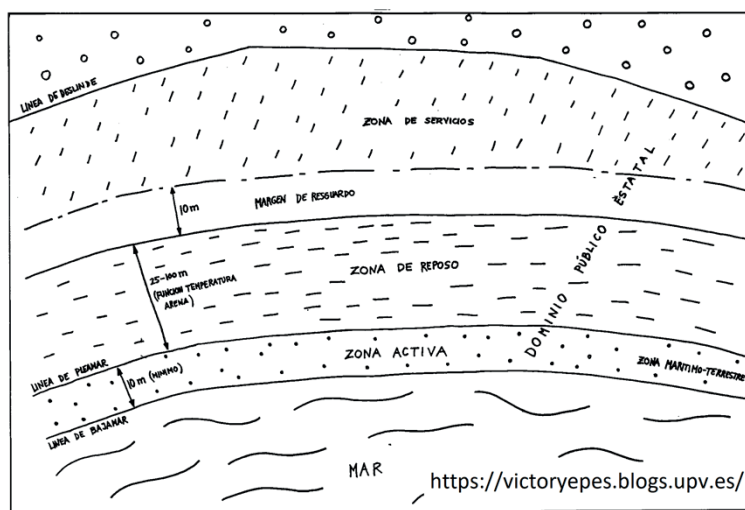 LINEA DE DESLINDE
ZONA DE SERVICIOS
DOMINIO PÚBLICO ESTATAL
10m
MARGEN DE RESGUARDO
25-100 m
(FUNCION TEMPERATURA
ARENA)
ZONA DE REPOSO
LINEA DE PLEAMAR
10 m (MINIMO)
ZONA ACTIVA
ZONA MARITIMO-TERRESTRE
LINEA DE BAJAMAR
MAR
https://victoryepes.blogs.upv.es/